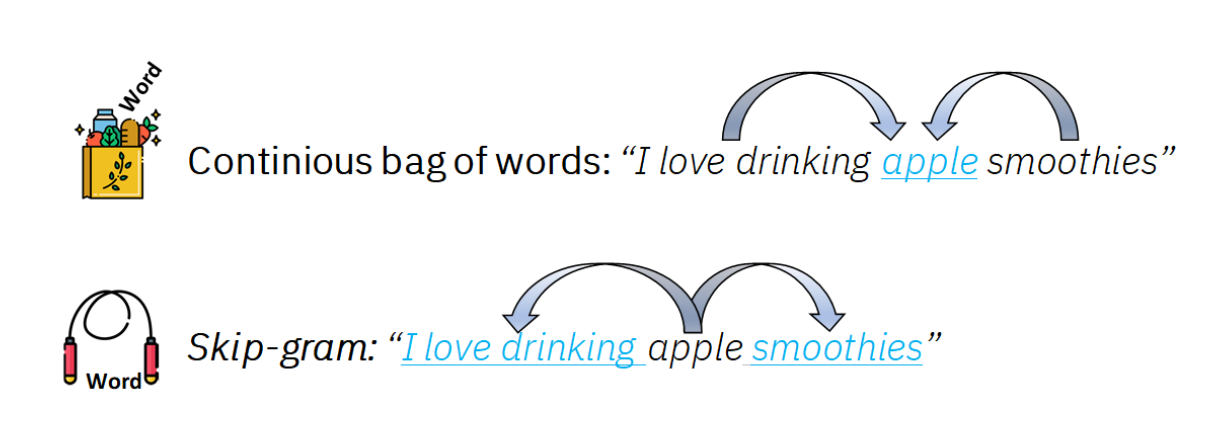 Word
Continious bag of words: “I love drinking apple smoothies”
Skip-gram: “I love drinking apple smoothies”
Word